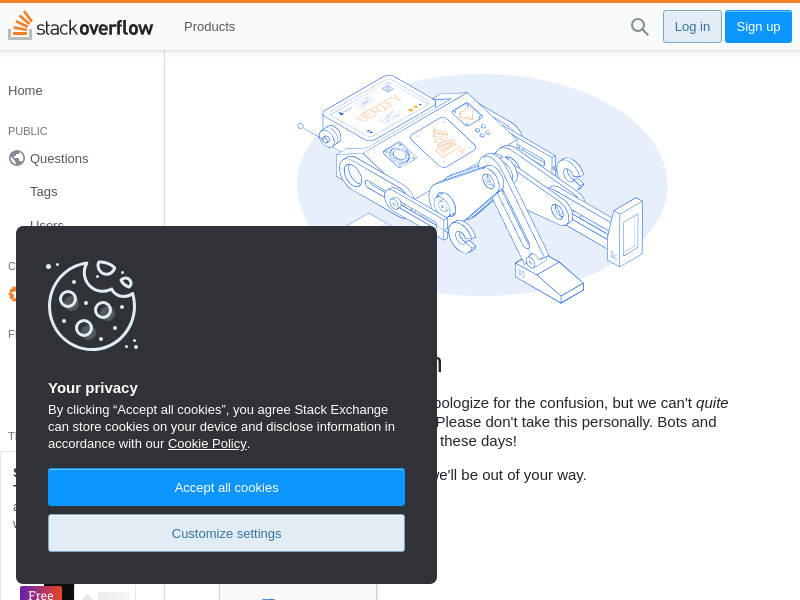 stackoverflow
Products
Log in
Sign up
Home
PUBLIC
Questions
Tags
Users
VERIFY
Your privacy
By clicking “Accept all cookies”, you agree Stack Exchange
can store cookies on your device and disclose information in
accordance with our Cookie Policy.
Accept all cookies
Customize settings
for the confusion, but we can't quite
Please don't take this personally. Bots and
these days!
we'll be out of your way.
Free